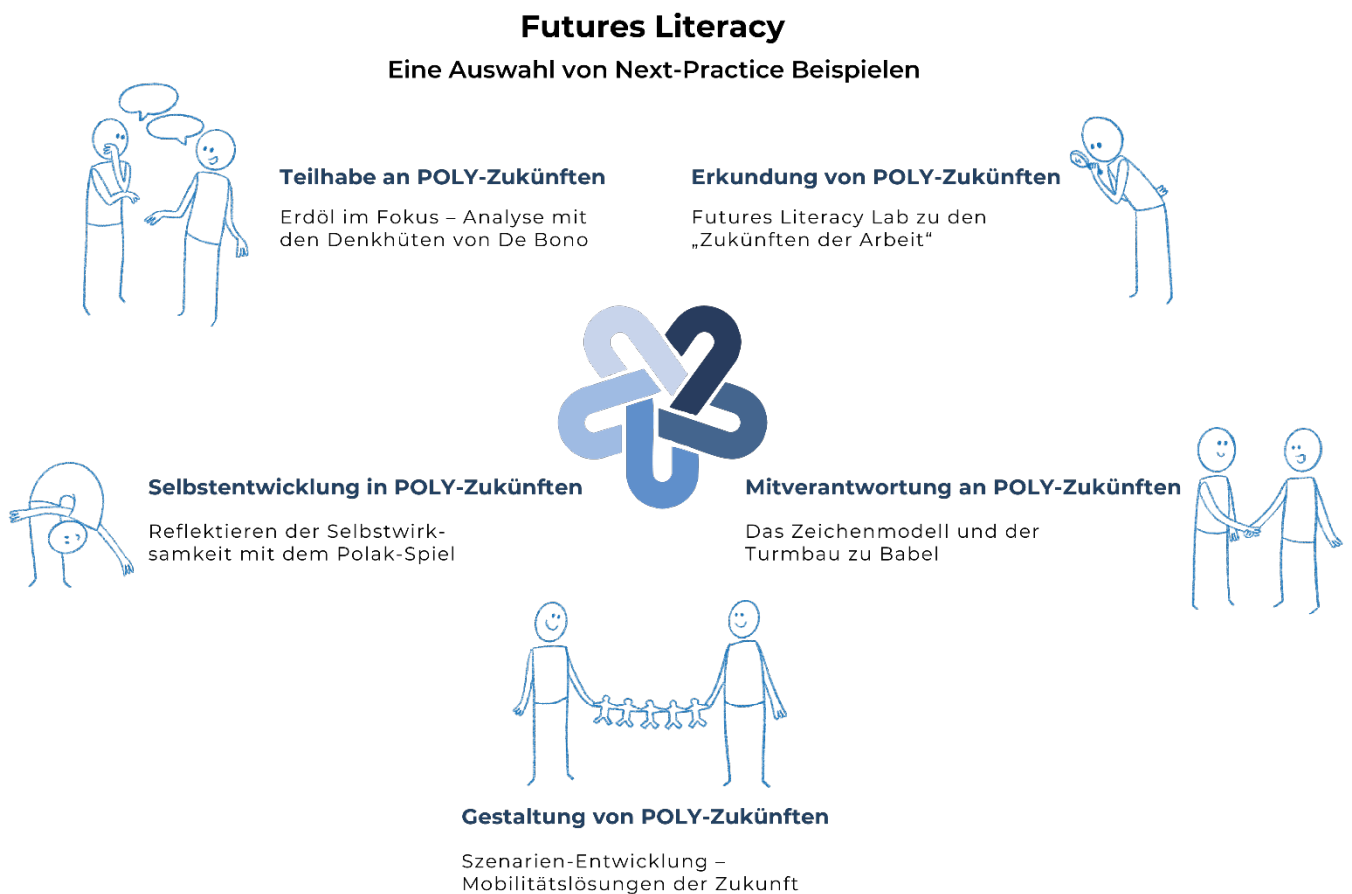 Futures Literacy
Eine Auswahl von Next-Practice Beispielen
Teilhabe an POLY-Zukünften
Erdöl im Fokus – Analyse mit
den Denkhüten von De Bono
Erkundung von POLY-Zukünften
Futures Literacy Lab zu den
„Zukünften der Arbeit“
Selbstentwicklung in POLY-Zukünften
Reflektieren der Selbstwirk-
samkeit mit dem Polak-Spiel
Mitverantwortung an POLY-Zukünften
Das Zeichenmodell und der
Turmbau zu Babel
Gestaltung von POLY-Zukünften
Szenarien-Entwicklung –
Mobilitätslösungen der Zukunft